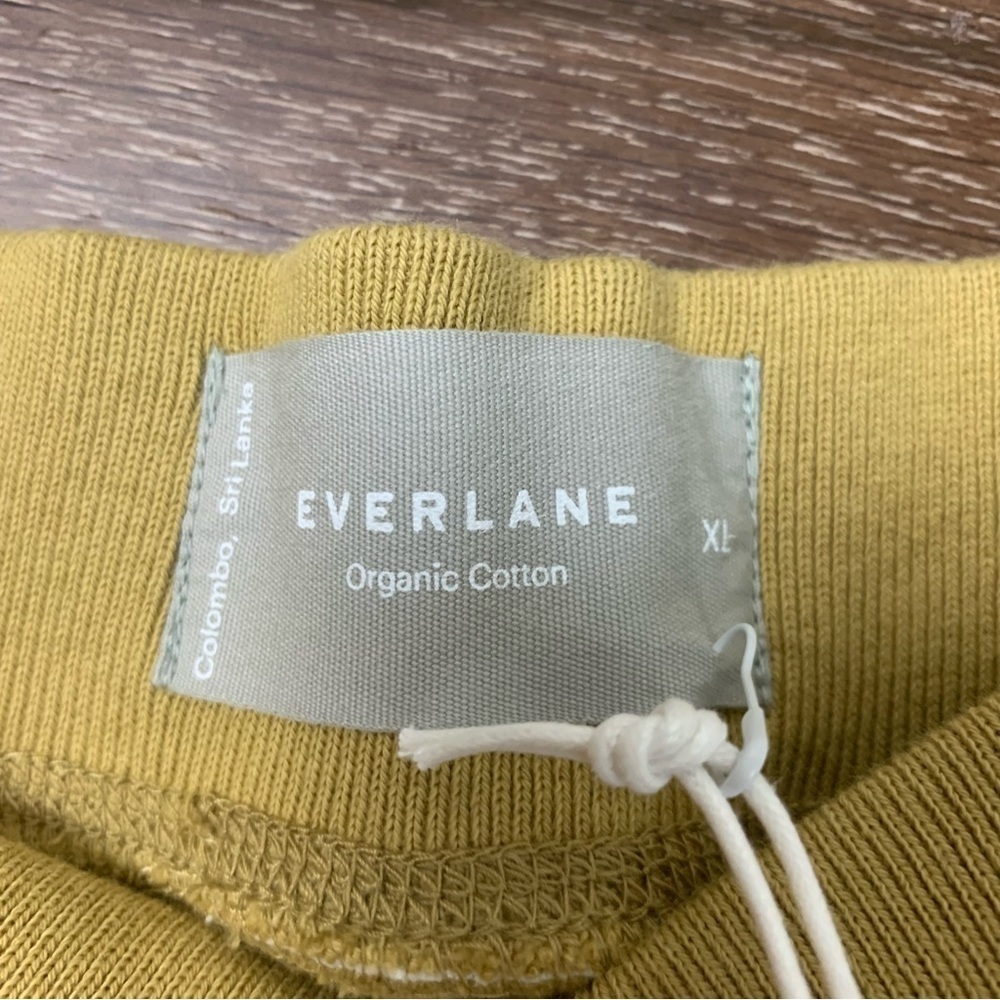 EVERLANE
Organic Cotton
XL
Colombo, Sri Lanka